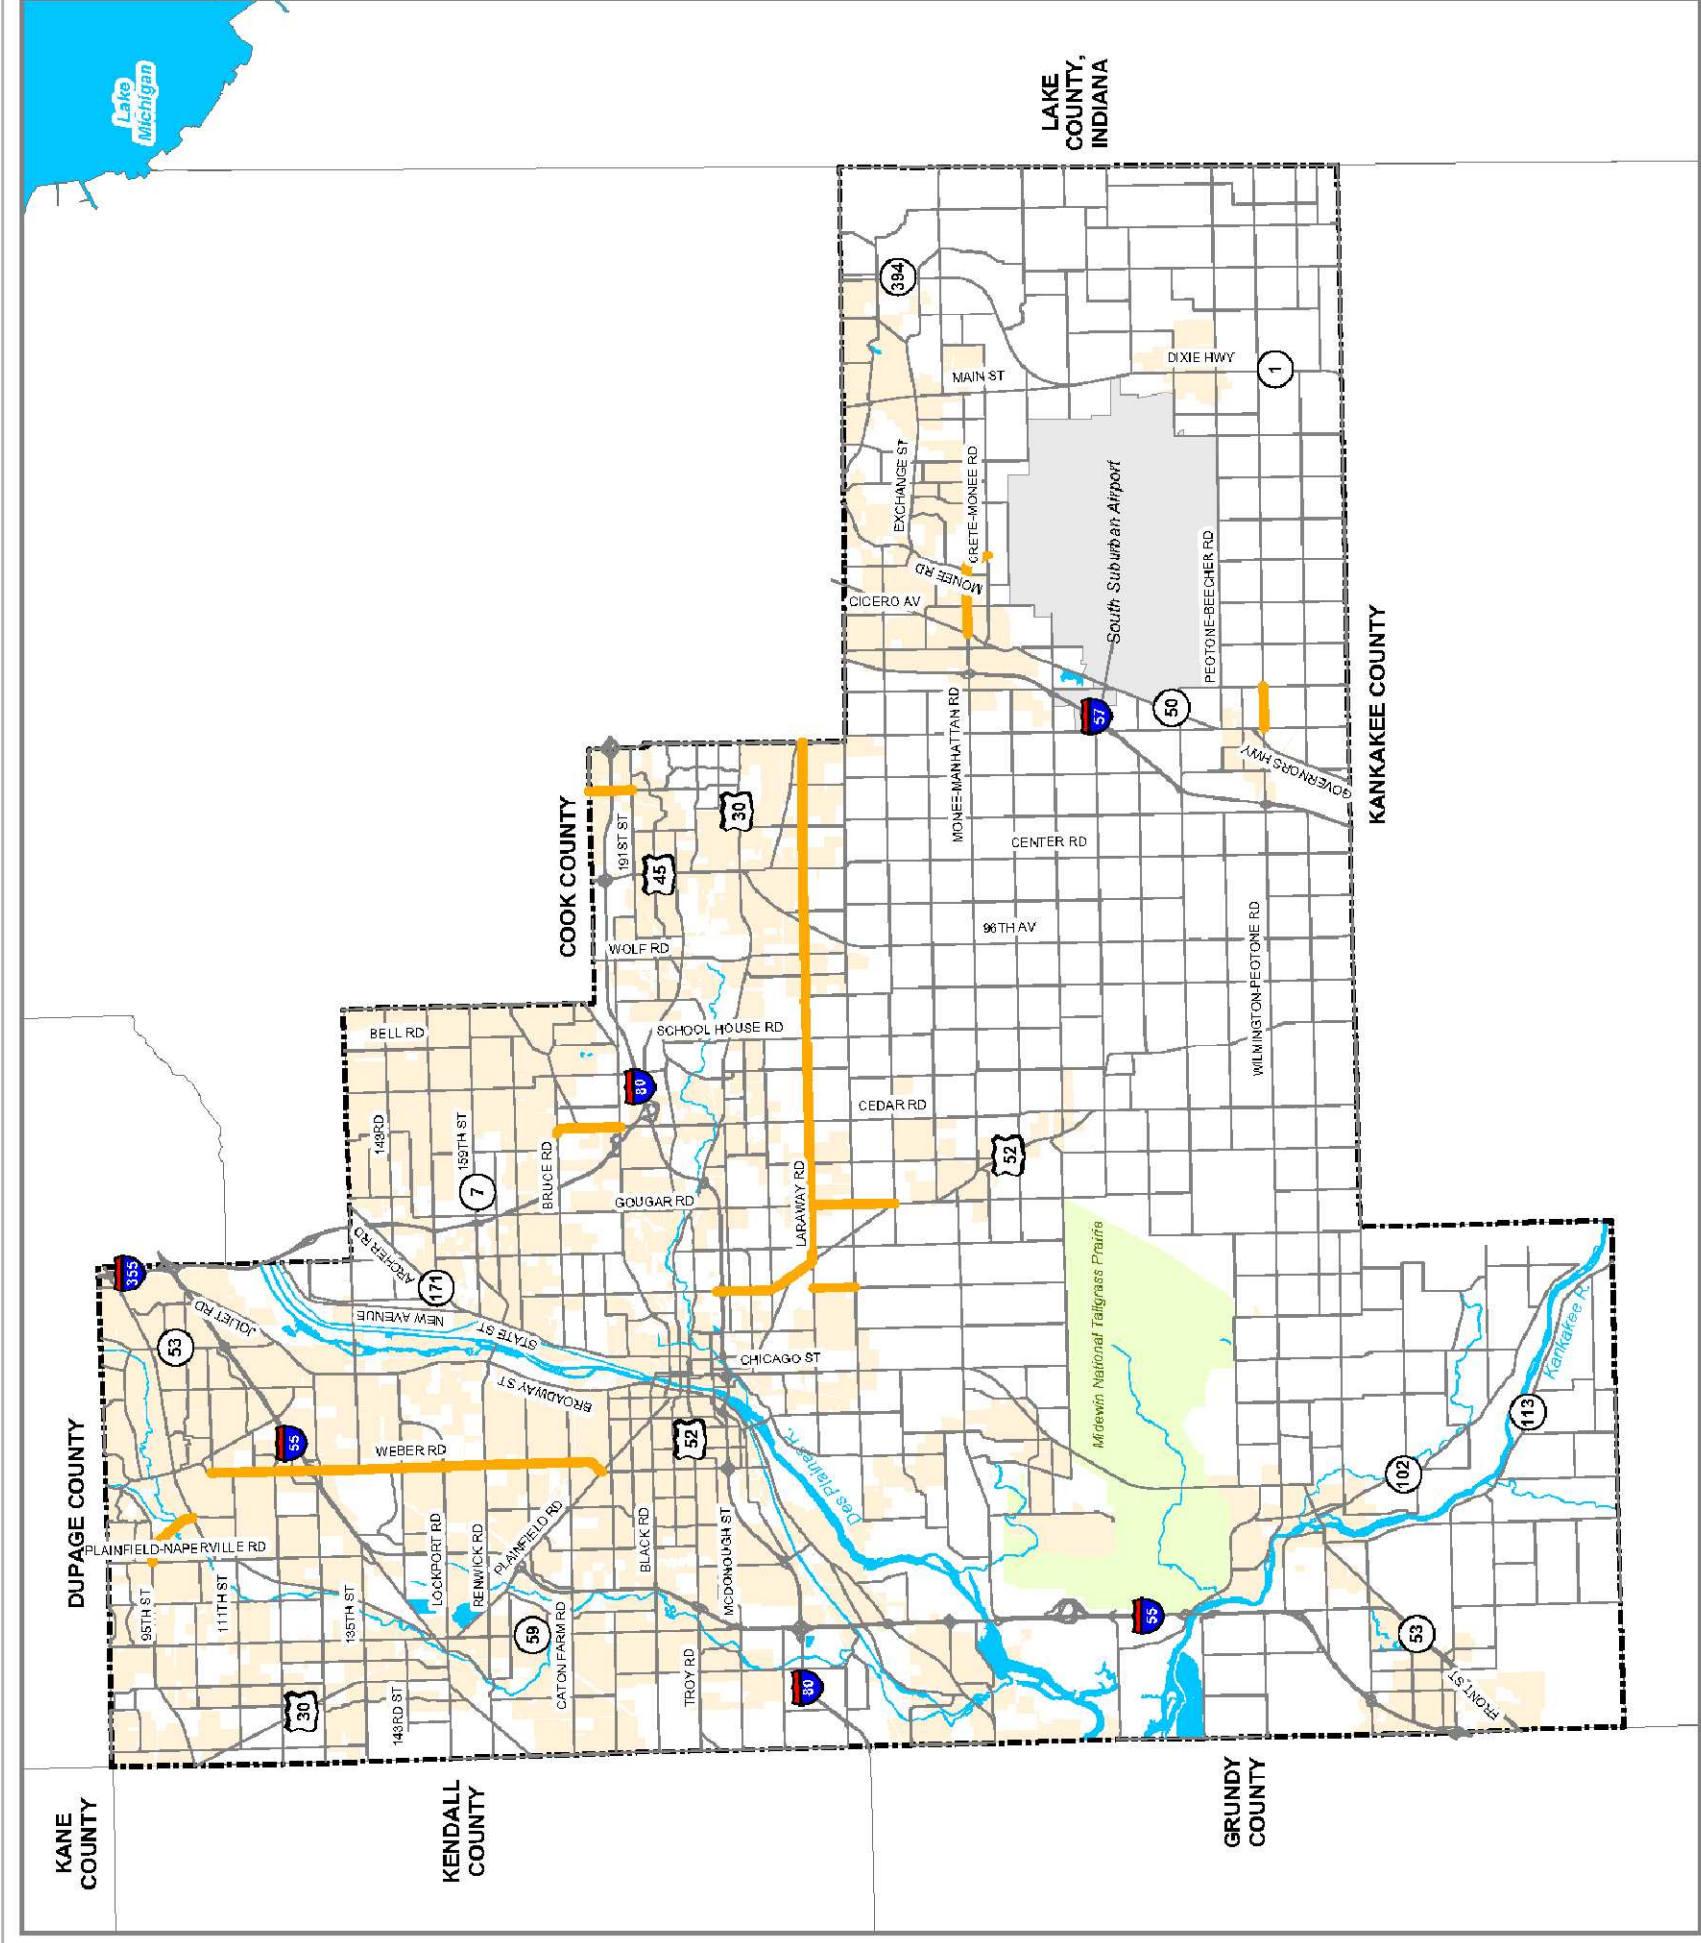 Lake
Michigan
LAKE
COUNTY,
INDIANA
394
DIXIE HWY
1
MAIN ST
EXCHANGE ST
CRETE-MONEE RD
South Suburban Airport
MONEE RD
CICERO AV
PEOTONE-BEECHER RD
KANKAKEE COUNTY
50
57
MONEE-MANHATTAN RD
GOVERNORS HWY
COOK COUNTY
191ST ST
30
45
CENTER RD
WOLF RD
96TH AV
WILMINGTON-PEOTONE RD
BELL RD
SCHOOL HOUSE RD
80
CEDAR RD
143RD
159TH ST
BRUCE RD
52
7
GOUGAR RD
LARAWAY RD
355
ARCHER RD
171
JOLIET RD
53
NEW AVENUE
STATE ST
CHICAGO ST
Midewin National Tallgrass Prairie
Kankakee R.
BROADWAY ST
113
DUPAGE COUNTY
55
WEBER RD
52
Des Plaines R.
102
PLAINFIELD-NAPERVILLE RD
LOCKPORT RD
RENWICK RD
PLAINFIELD RD
BLACK RD
MCDONOUGH ST
95TH ST
111TH ST
135TH ST
59
CATON FARM RD
55
53
TROY RD
80
30
143RD ST
FRONT ST
KANE
COUNTY
KENDALL
COUNTY
GRUNDY
COUNTY